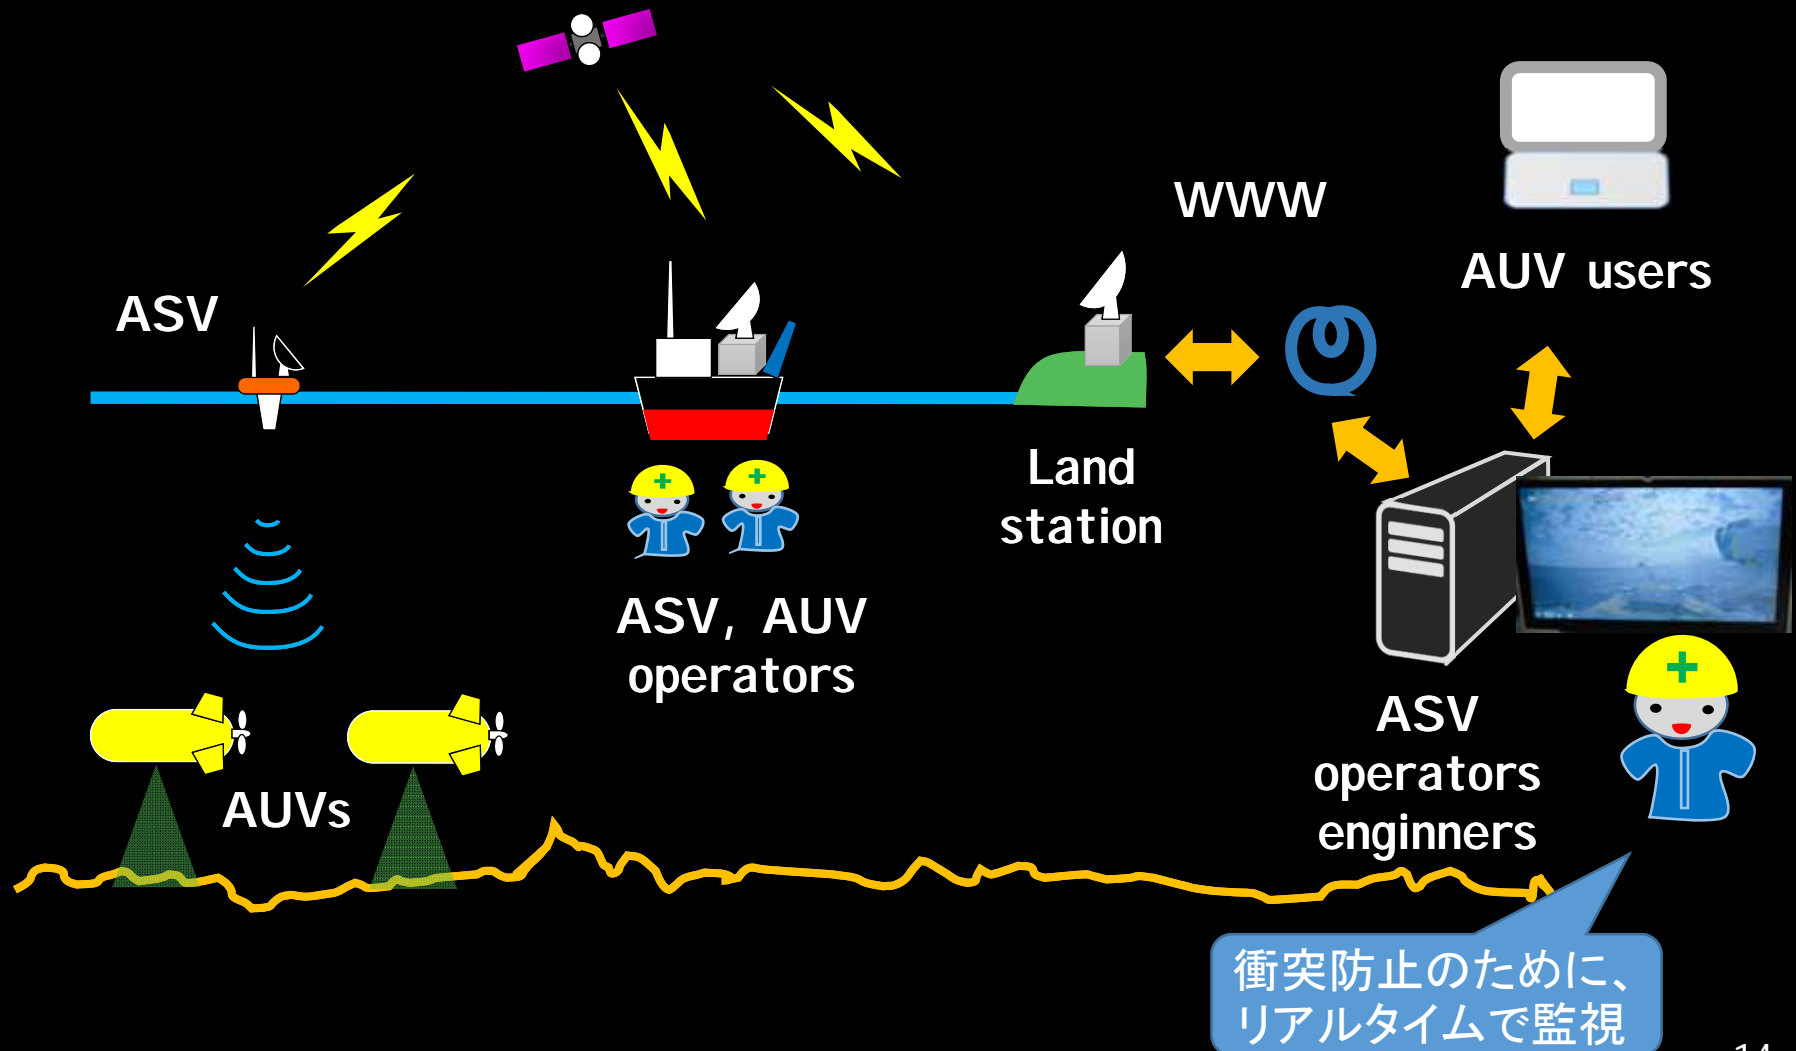 WWW
AUV users
ASV
Land
station
ASV, AUV
operators
ASV
operators
enginners
AUVs
衝突防止のために、
リアルタイムで監視
14